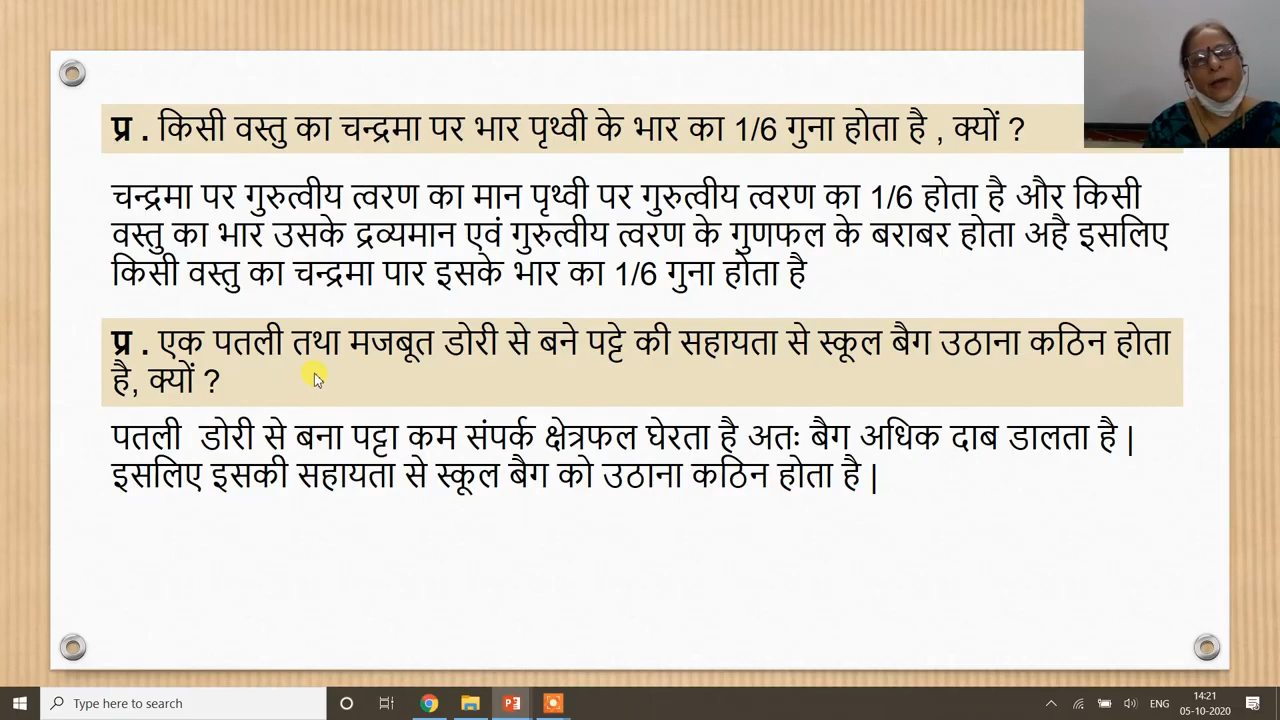 प्र . किसी वस्तु का चन्द्रमा पर भार पृथ्वी के भार का 1/6 गुना होता है , क्यों ?
चन्द्रमा पर गुरुत्वीय त्वरण का मान पृथ्वी पर गुरुत्वीय त्वरण का 1/6 होता है और किसी
वस्तु का भार उसके द्रव्यमान एवं गुरुत्वीय त्वरण के गुणफल के बराबर होता अहै इसलिए
किसी वस्तु का चन्द्रमा पार इसके भार का 1/6 गुना होता है
प्र . एक पतली तथा मजबूत डोरी से बने पट्टे की सहायता से स्कूल बैग उठाना कठिन होता
है, क्यों ?
पतली डोरी से बना पट्टा कम संपर्क क्षेत्रफल घेरता है अतः बैग अधिक दाब डालता है |
इसलिए इसकी सहायता से स्कूल बैग को उठाना कठिन होता है |
Type here to search
ENG
14:21
05-10-2020